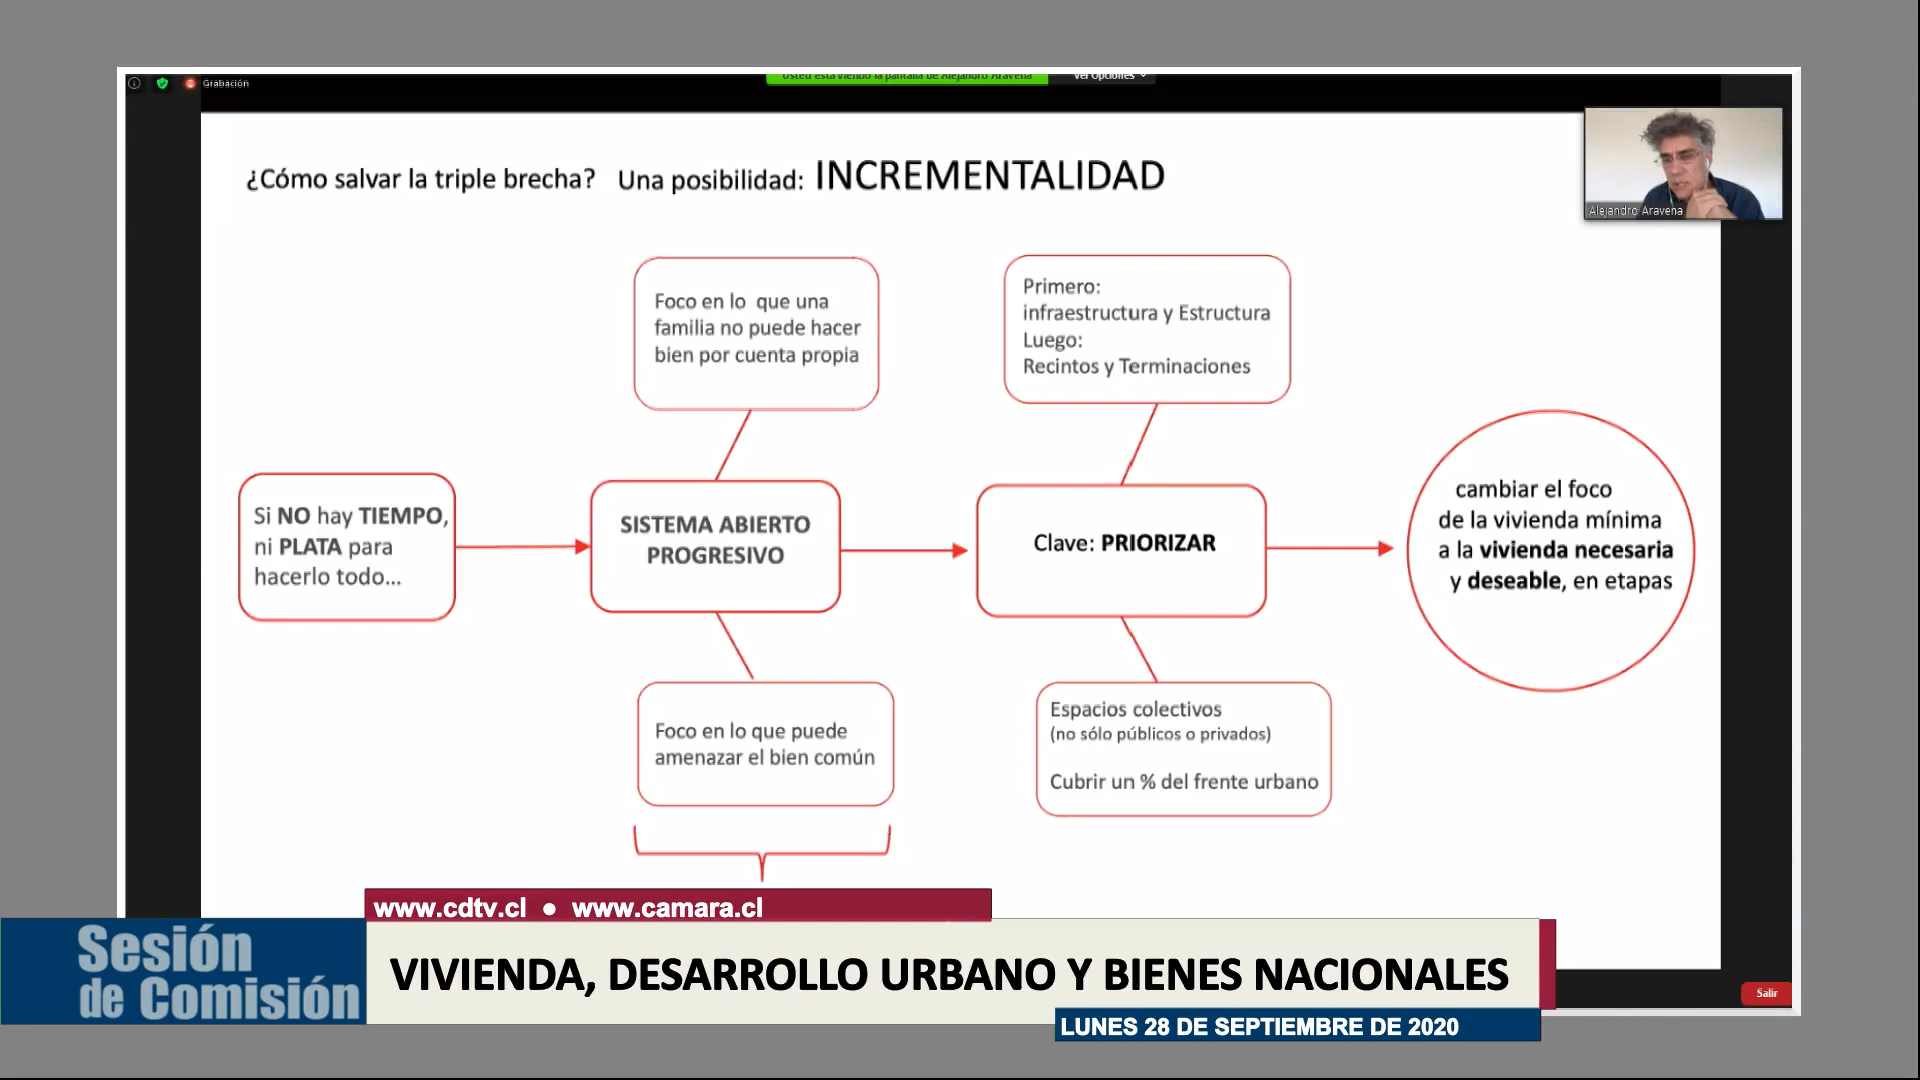 Grabación
Usted está viendo la pantalla de Alejandro Aravena
Ver Opciones
Alejandro Aravena
¿Cómo salvar la triple brecha? Una posibilidad: INCREMENTALIDAD
Foco en lo que una
familia no puede hacer
bien por cuenta propia
Primero:
infraestructura y Estructura
Luego:
Recintos y Terminaciones
Si NO hay TIEMPO,
ni PLATA para
hacerlo todo...
SISTEMA ABIERTO
PROGRESIVO
Clave: PRIORIZAR
cambiar el foco
de la vivienda mínima
a la vivienda necesaria
y deseable, en etapas
Foco en lo que puede
amenazar el bien común
Espacios colectivos
(no sólo públicos o privados)
Cubrir un % del frente urbano
www.cdtv.cl ● www.camara.cl
Sesión
de Comisión
VIVIENDA, DESARROLLO URBANO Y BIENES NACIONALES
Salir
LUNES 28 DE SEPTIEMBRE DE 2020